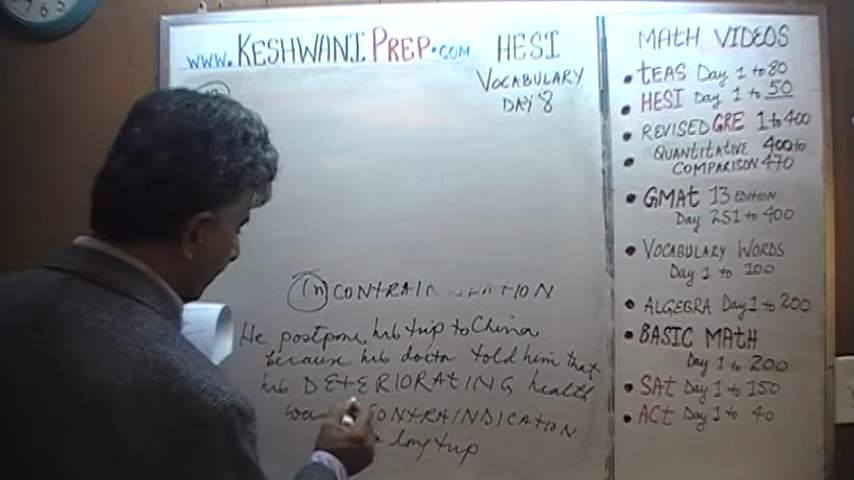 www.KESHWANIPREP.com HESI
VOCABULARY
DAY 8
(n) CONTRAIN
He postpone his trip to China
because his doctor told him that
his DETERIORATING health
CONTRAINDICATION
long trip
MATH VIDEOS
• TEAS Day 1 to 80
• HESI Day 1 to 50
• REVISED GRE 1 to 400
• QUANTITATIVE 400 to
COMPARISON 470
• GMAT 13 EDITION
Day 251 to 400
• VOCABULARY WORDS
Day 1 to 100
• ALGEBRA Day 1 to 200
• BASIC MATH
Day 1 to 200
• SAT Day 1 to 150
• ACT Day 1 to 40